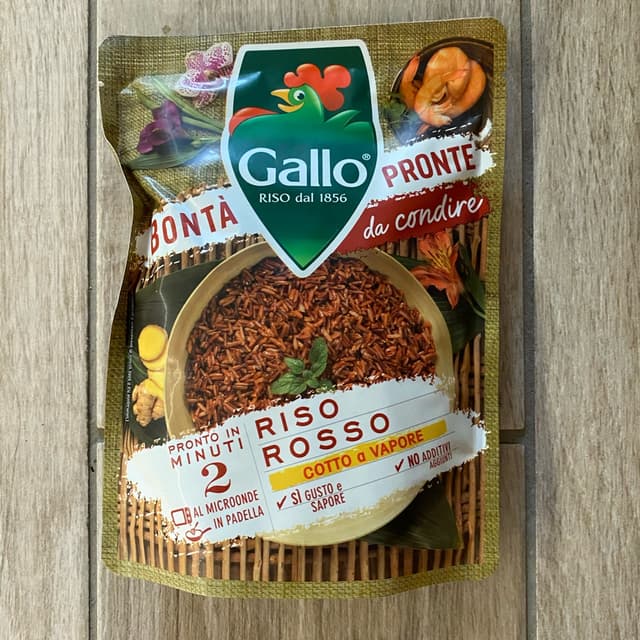 Gallo®
RISO dal 1856
BONTÀ PRONTE
da condire
PRONTO IN
MINUTI
2
AL MICROONDE
IN PADELLA
RISO
ROSSO
COTTO a VAPORE
✓ SÌ GUSTO e
SAPORE
✓ NO ADDITIVI
AGGIUNTI